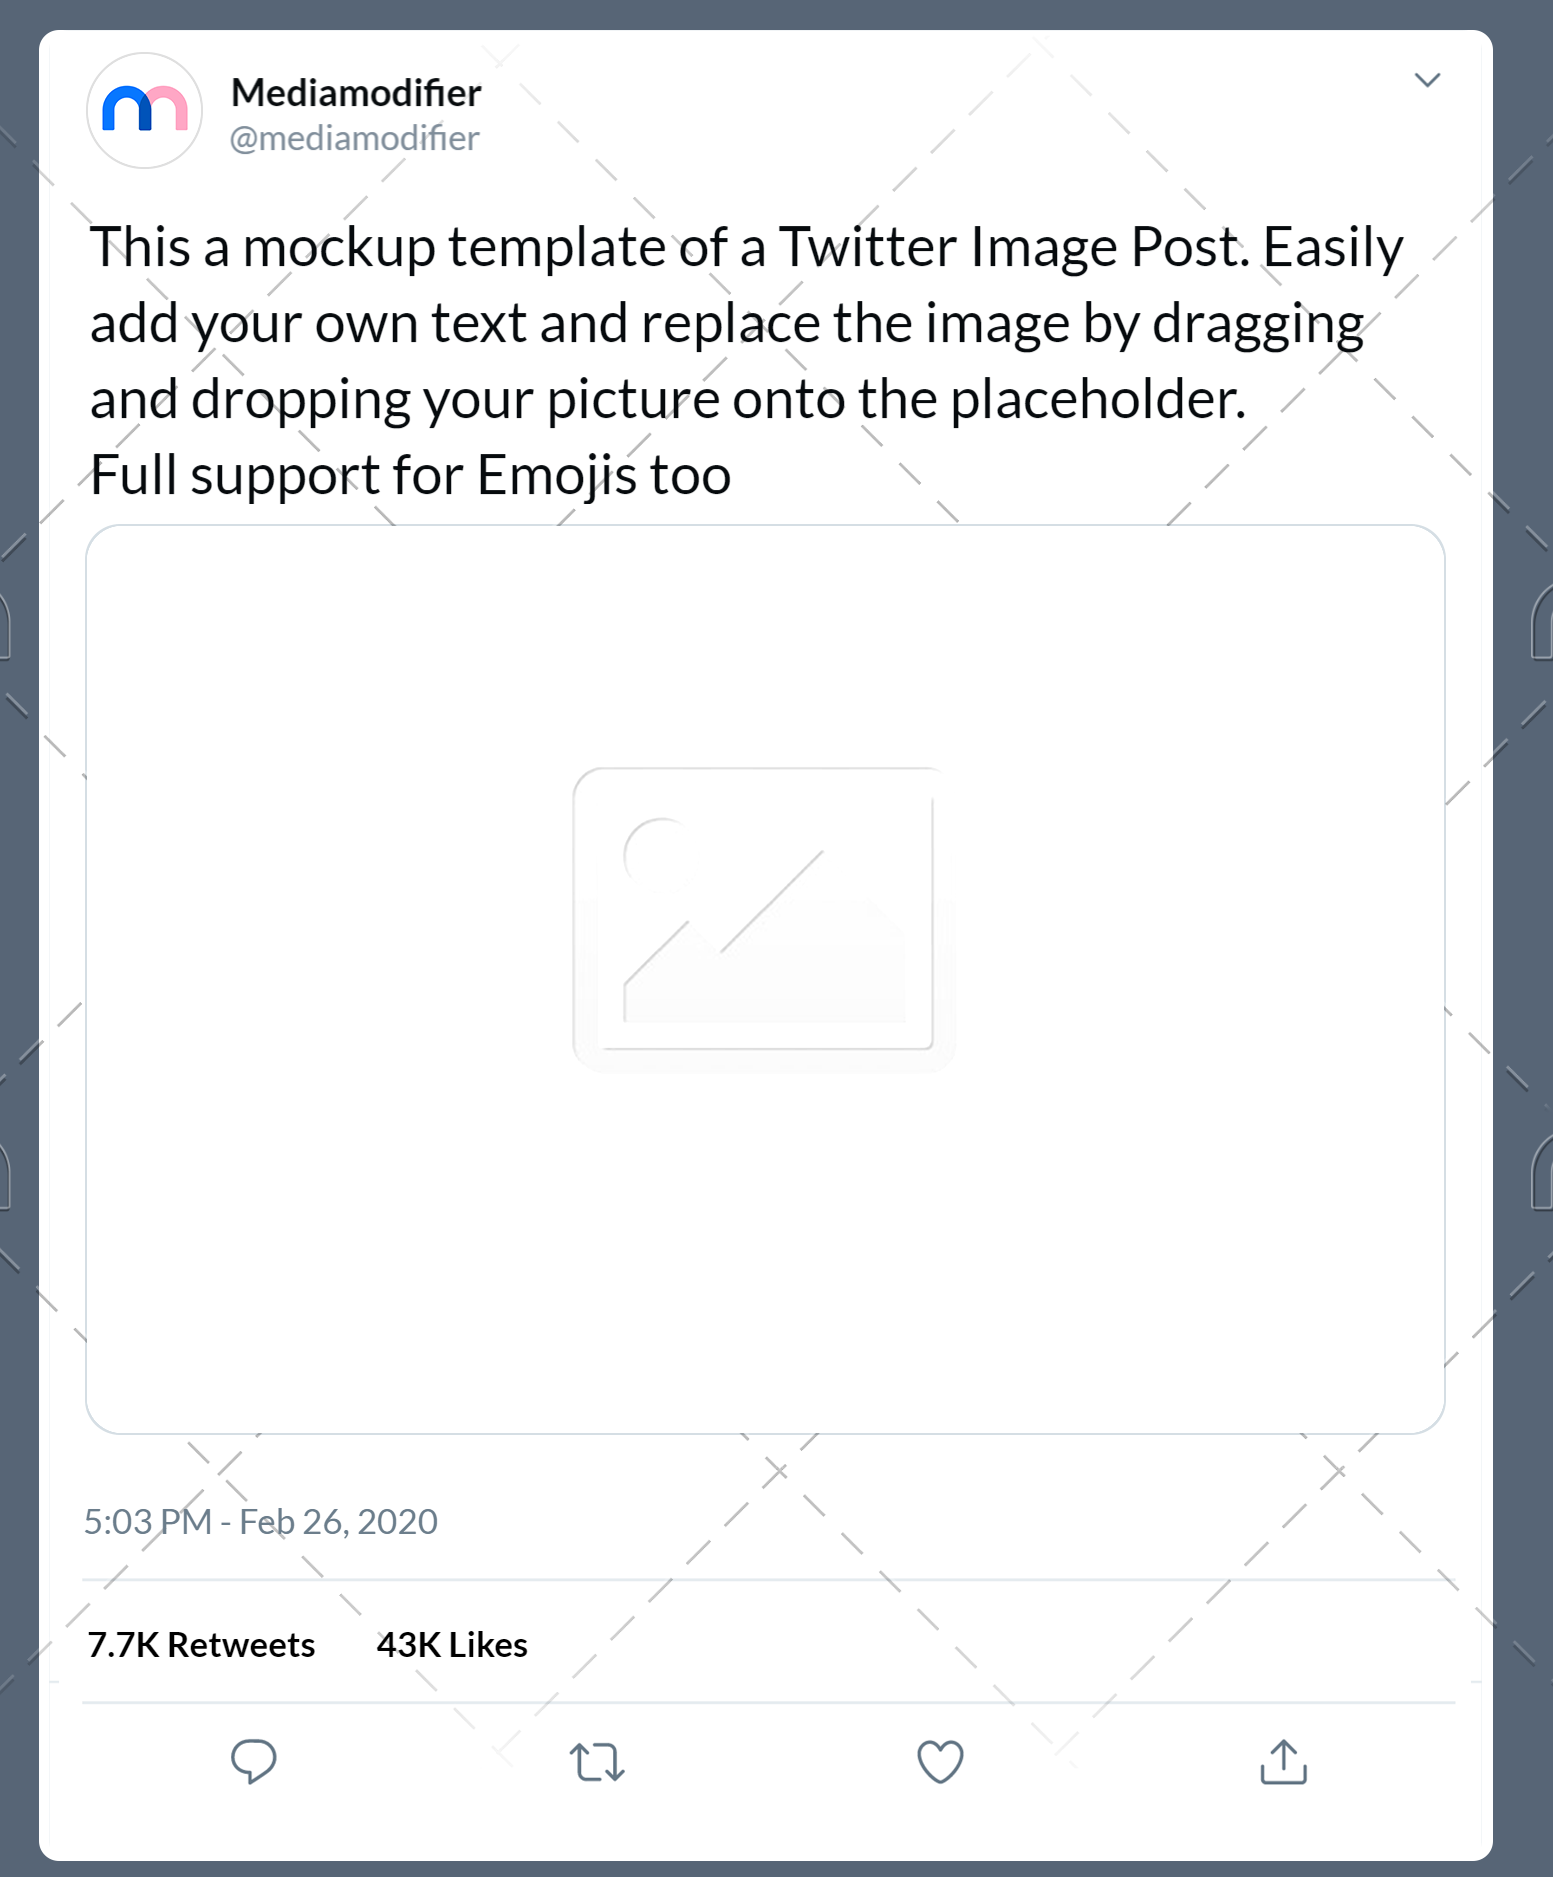 Mediamodifier
@mediamodifier
This a mockup template of a Twitter Image Post. Easily
add your own text and replace the image by dragging
and dropping your picture onto the placeholder.
Full support for Emojis too
5:03 PM - Feb 26, 2020
7.7K Retweets 43K Likes